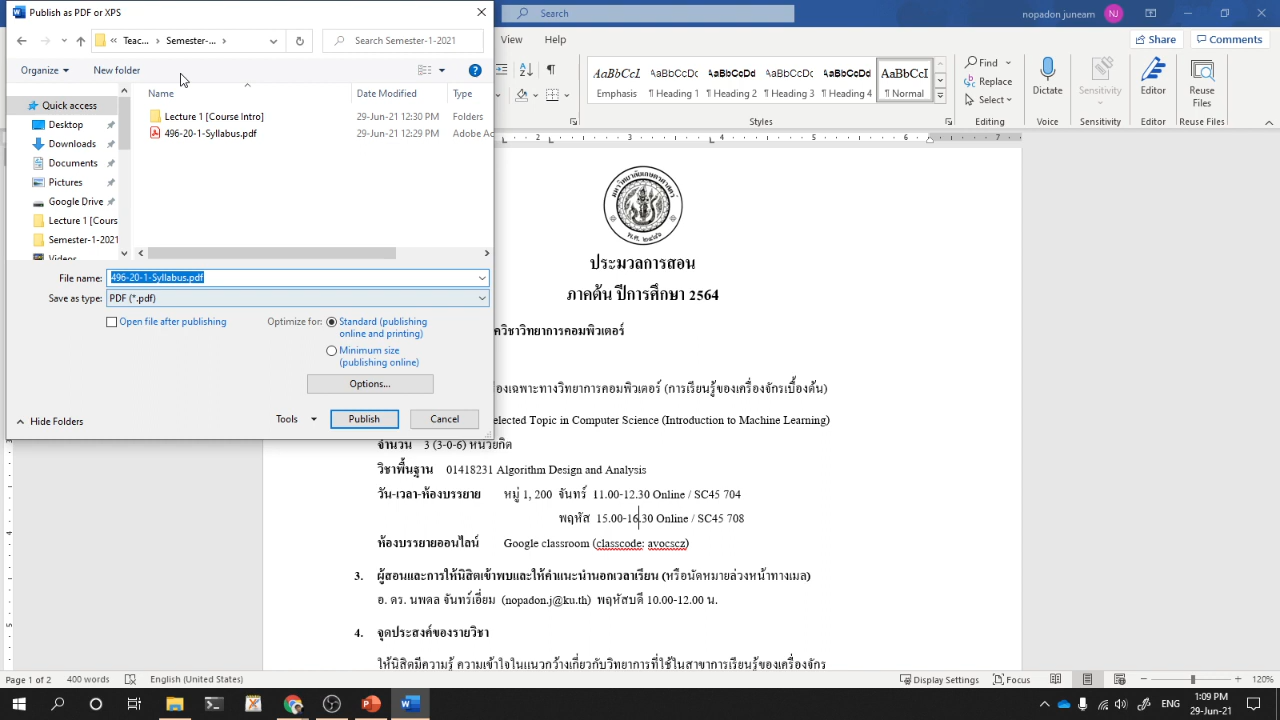 Publish as PDF or XPS
Search
nopadon juneam
NJ
« Teac... › Semester-... ›
Search Semester-1-2021
View
Help
Share
Comments
Organize
New folder
Name
Date Modified
Type
Quick access
Desktop
Downloads
Documents
Pictures
Google Drive
Lecture 1 [Cours
Semester-1-2021
Videos
Lecture 1 [Course Intro]
29-Jun-21 12:30 PM
Folders
496-20-1-Syllabus.pdf
29-Jun-21 12:29 PM
Adobe Ac
File name:
496-20-1-Syllabus.pdf
Save as type:
PDF (*.pdf)
Open file after publishing
Optimize for:
Standard (publishing
online and printing)
Minimum size
(publishing online)
Options...
Hide Folders
Tools
Publish
Cancel
AaBbCcI
Emphasis
AaBbCcDd
¶ Heading 1
AaBbCcDd
¶ Heading 2
AaBbCcDd
¶ Heading 3
AaBbCcDd
¶ Heading 4
AaBbCcI
¶ Normal
Styles
Find
Replace
Select
Editing
Dictate
Voice
Sensitivity
Sensitivity
Editor
Editor
Reuse
Files
Reuse Files
2 3 4 5 6 7
ประมวลการสอน
ภาคต้น ปีการศึกษา 2564
ควิชาวิทยาการคอมพิวเตอร์
องเฉพาะทางวิทยาการคอมพิวเตอร์ (การเรียนรู้ของเครื่องจักรเบื้องต้น)
elected Topic in Computer Science (Introduction to Machine Learning)
จำนวน 3 (3-0-6) หน่วยกิต
วิชาพื้นฐาน 01418231 Algorithm Design and Analysis
วัน-เวลา-ห้องบรรยาย หมู่ 1, 200 จันทร์ 11.00-12.30 Online / SC45 704
พฤหัส 15.00-16.30 Online / SC45 708
ห้องบรรยายออนไลน์ Google classroom (classcode: avocscz)
3. ผู้สอนและการให้นิสิตเข้าพบและให้คำแนะนำนอกเวลาเรียน (หรือนัดหมายล่วงหน้าทางเมล)
อ. ดร. นพดล จันทร์เอี่ยม (nopadon.j@ku.th) พฤหัสบดี 10.00-12.00 น.
4. จุดประสงค์ของรายวิชา
ให้นิสิตมีความรู้ ความเข้าใจในแนวกว้างเกี่ยวกับวิทยาการที่ใช้ในสาขาการเรียนรู้ของเครื่องจักร
Page 1 of 2
400 words
English (United States)
Display Settings
Focus
120%
ENG
1:09 PM
29-Jun-21